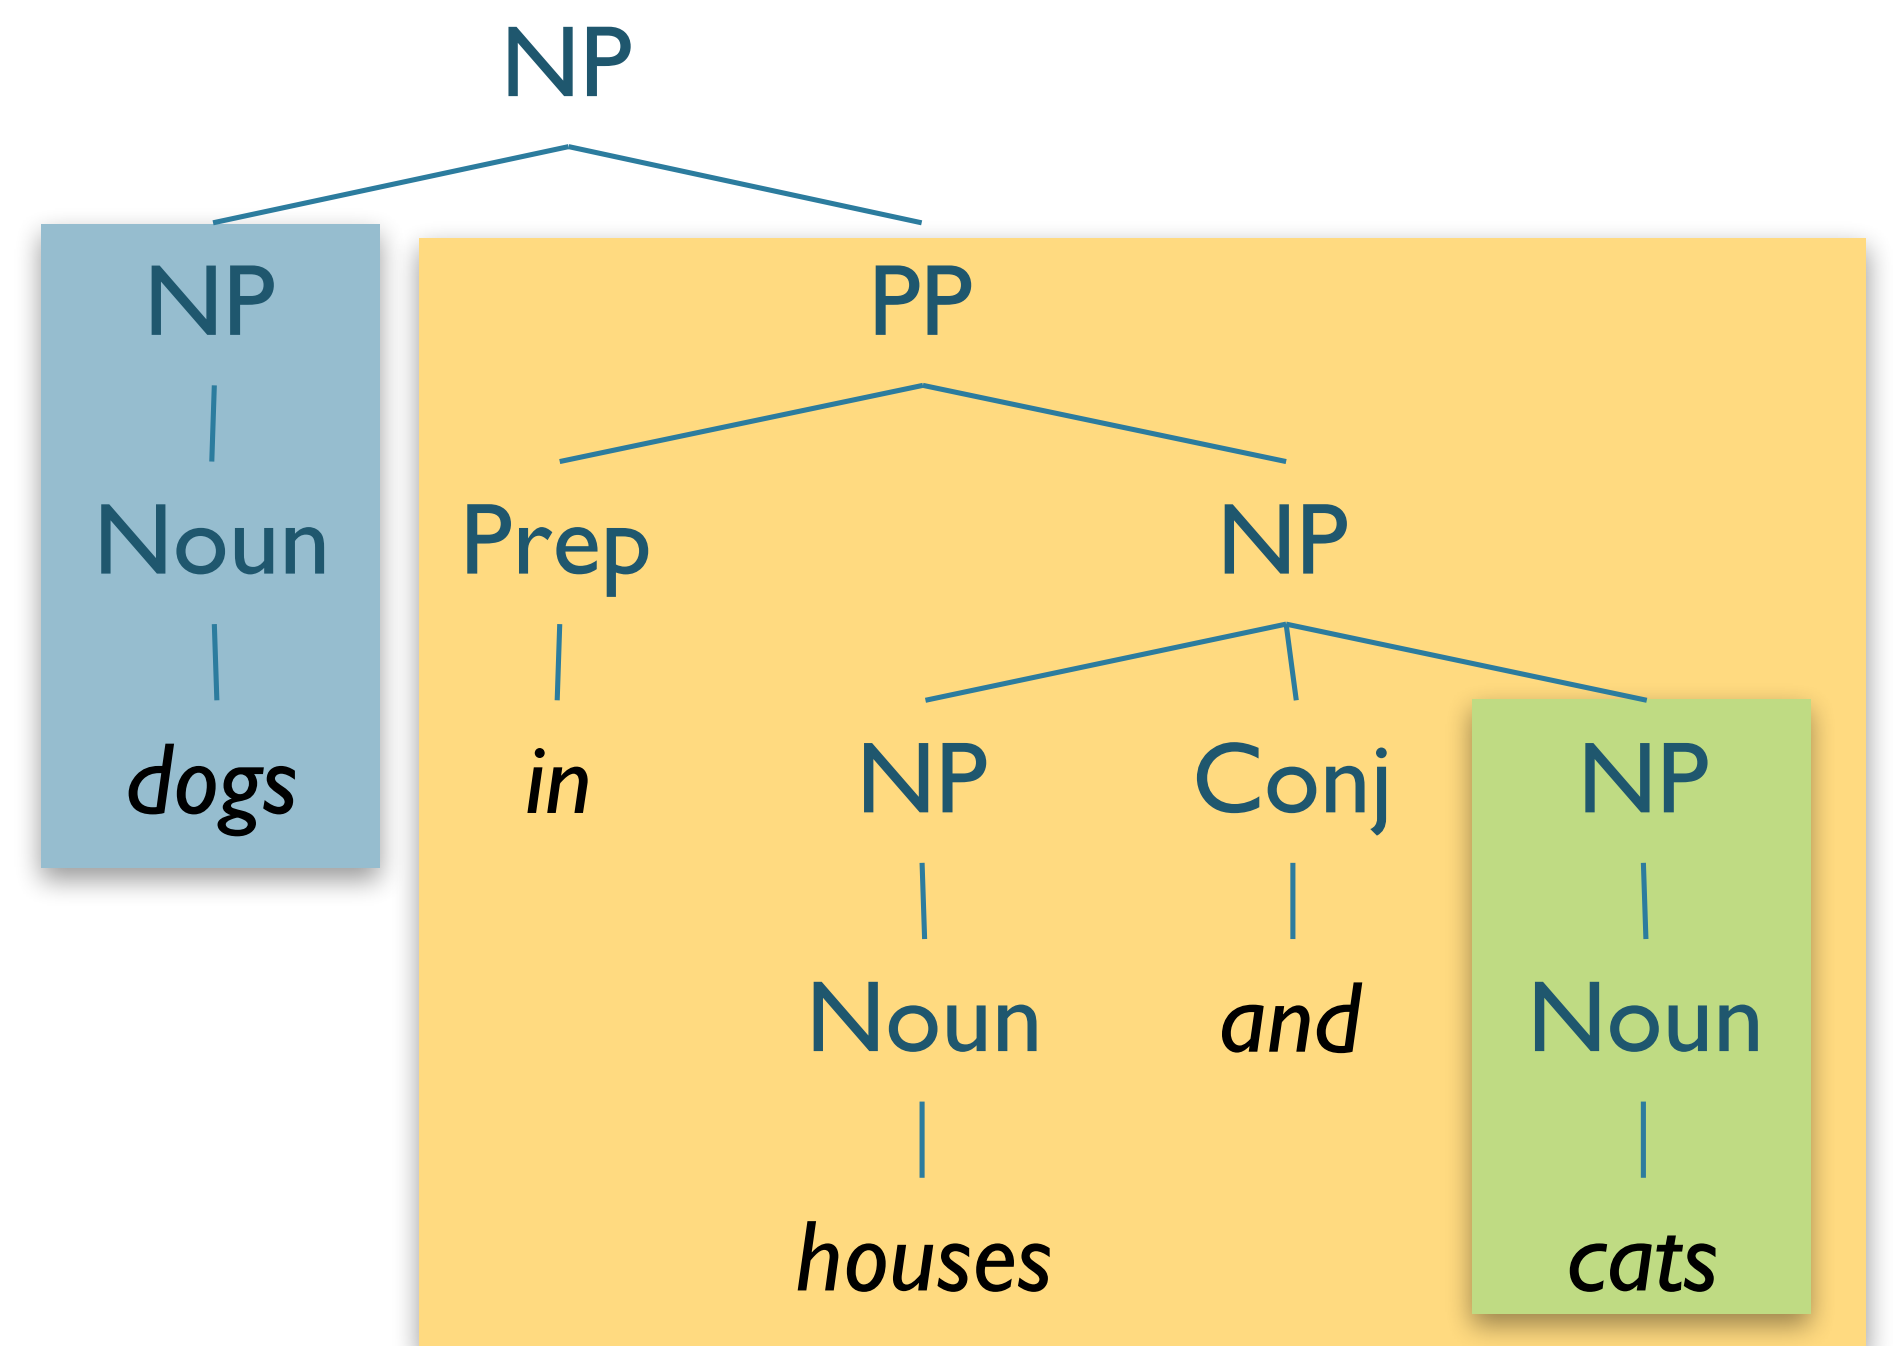 NP
NP PP
Noun Prep NP
dogs in NP Conj NP
Noun and Noun
houses cats